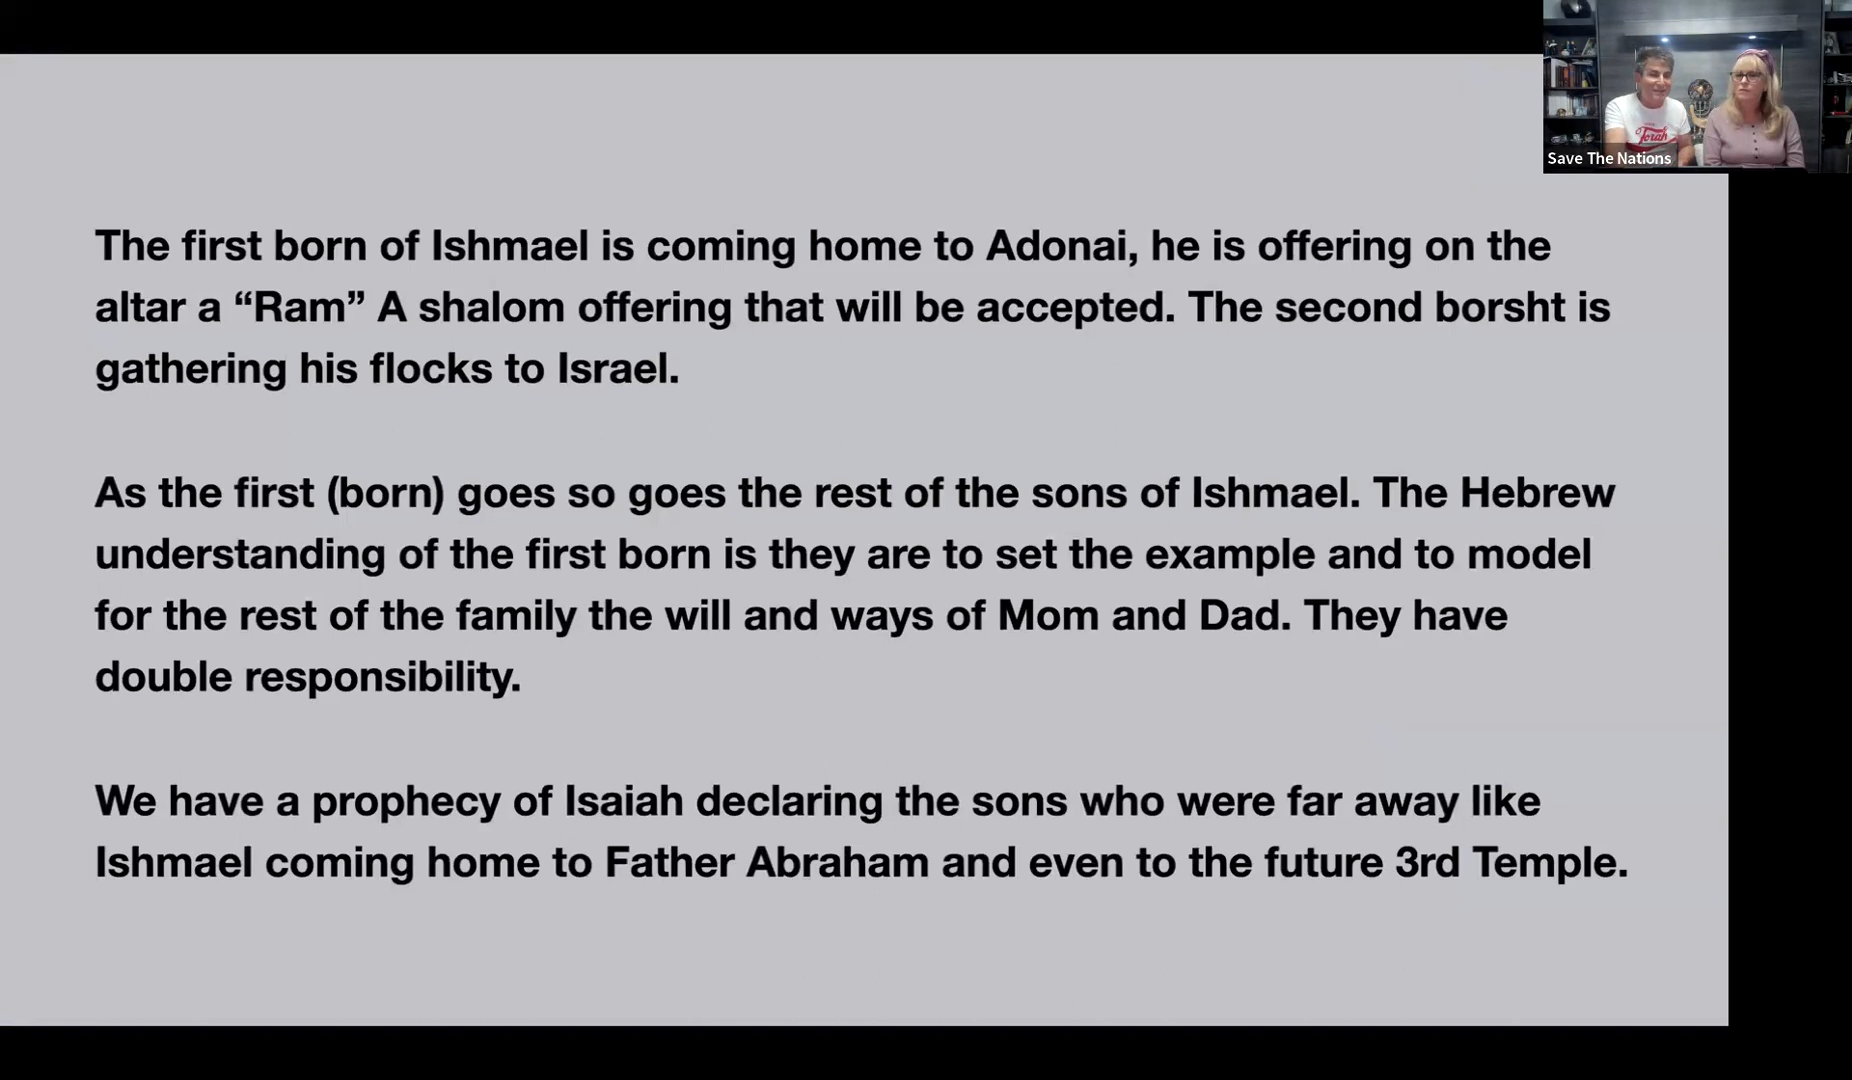 Save The Nations
Torah
The first born of Ishmael is coming home to Adonai, he is offering on the
altar a “Ram” A shalom offering that will be accepted. The second borsht is
gathering his flocks to Israel.
As the first (born) goes so goes the rest of the sons of Ishmael. The Hebrew
understanding of the first born is they are to set the example and to model
for the rest of the family the will and ways of Mom and Dad. They have
double responsibility.
We have a prophecy of Isaiah declaring the sons who were far away like
Ishmael coming home to Father Abraham and even to the future 3rd Temple.